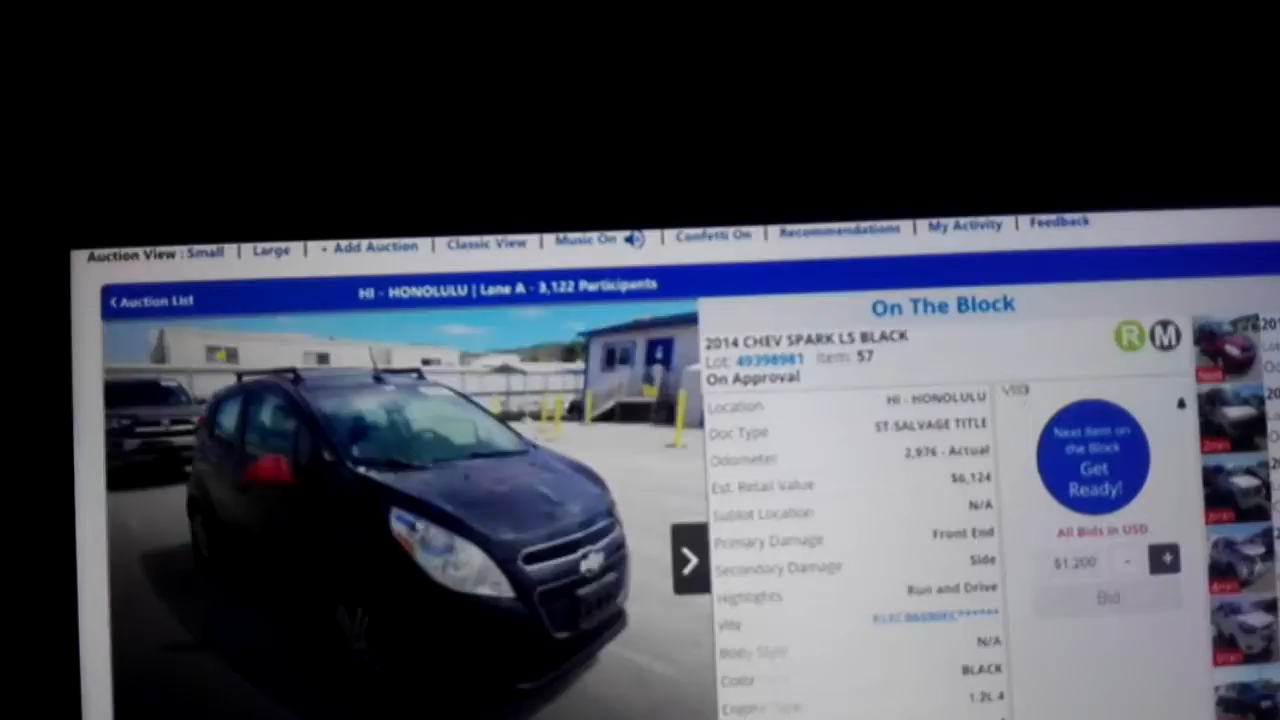 Auction View : Small | Large | + Add Auction | Classic View | Music On | Confetti On | Recommendations | My Activity | Feedback
< Auction List
HI - HONOLULU | Lane A - 3,122 Participants
On The Block
2014 CHEV SPARK LS BLACK
Lot: 49398981 Item: 57
On Approval
R M
Location HI - HONOLULU
Doc Type ST-SALVAGE TITLE
Odometer 2,976 - Actual
Est. Retail Value $6,124
Sublot Location N/A
Primary Damage Front End
Secondary Damage Side
Highlights Run and Drive
VIN
Body Style N/A
Color BLACK
Engine Type 1.2L 4
Next Item on
the Block
Get
Ready!
All Bids in USD
$1,200 - +
Bid